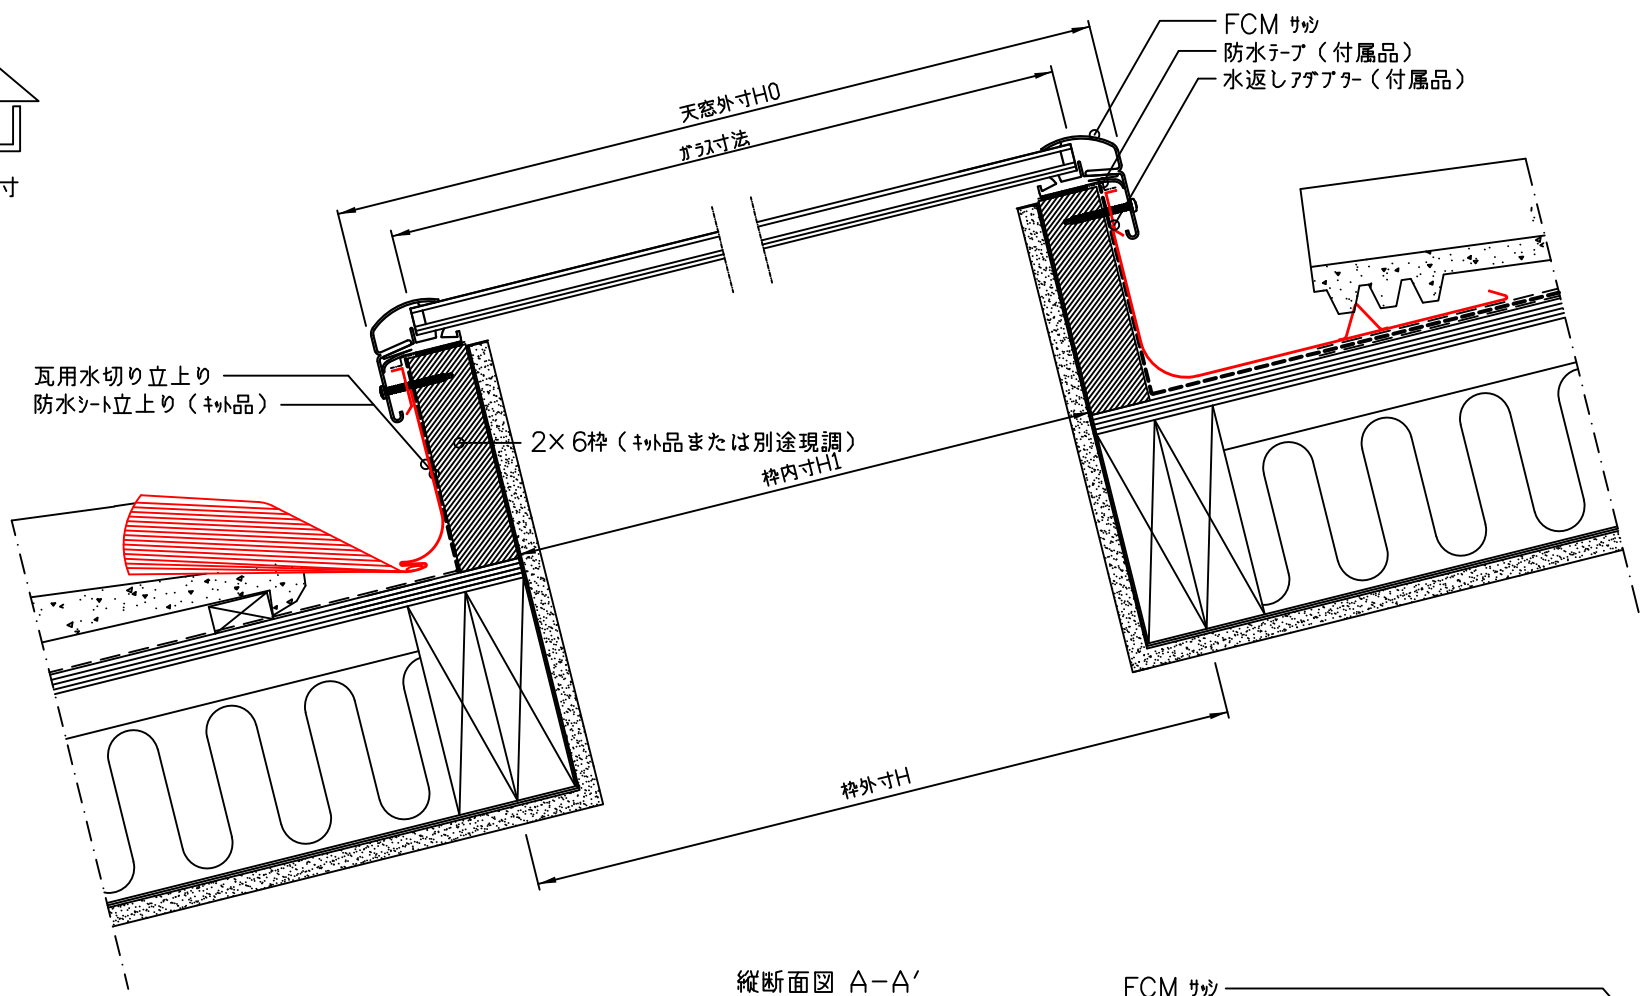 FCM ｻｯｼ
防水ﾃｰﾌﾟ（付属品）
水返しｱﾀﾞﾌﾟﾀｰ（付属品）
天窓外寸H0
ｶﾞﾗｽ寸法
寸
瓦用水切り立上り
防水ｼｰﾄ立上り（ｷｯﾄ品）
2×6枠（ｷｯﾄ品または別途現調）
枠内寸H1
枠外寸H
縦断面図 A−A′
FCM ｻｯｼ